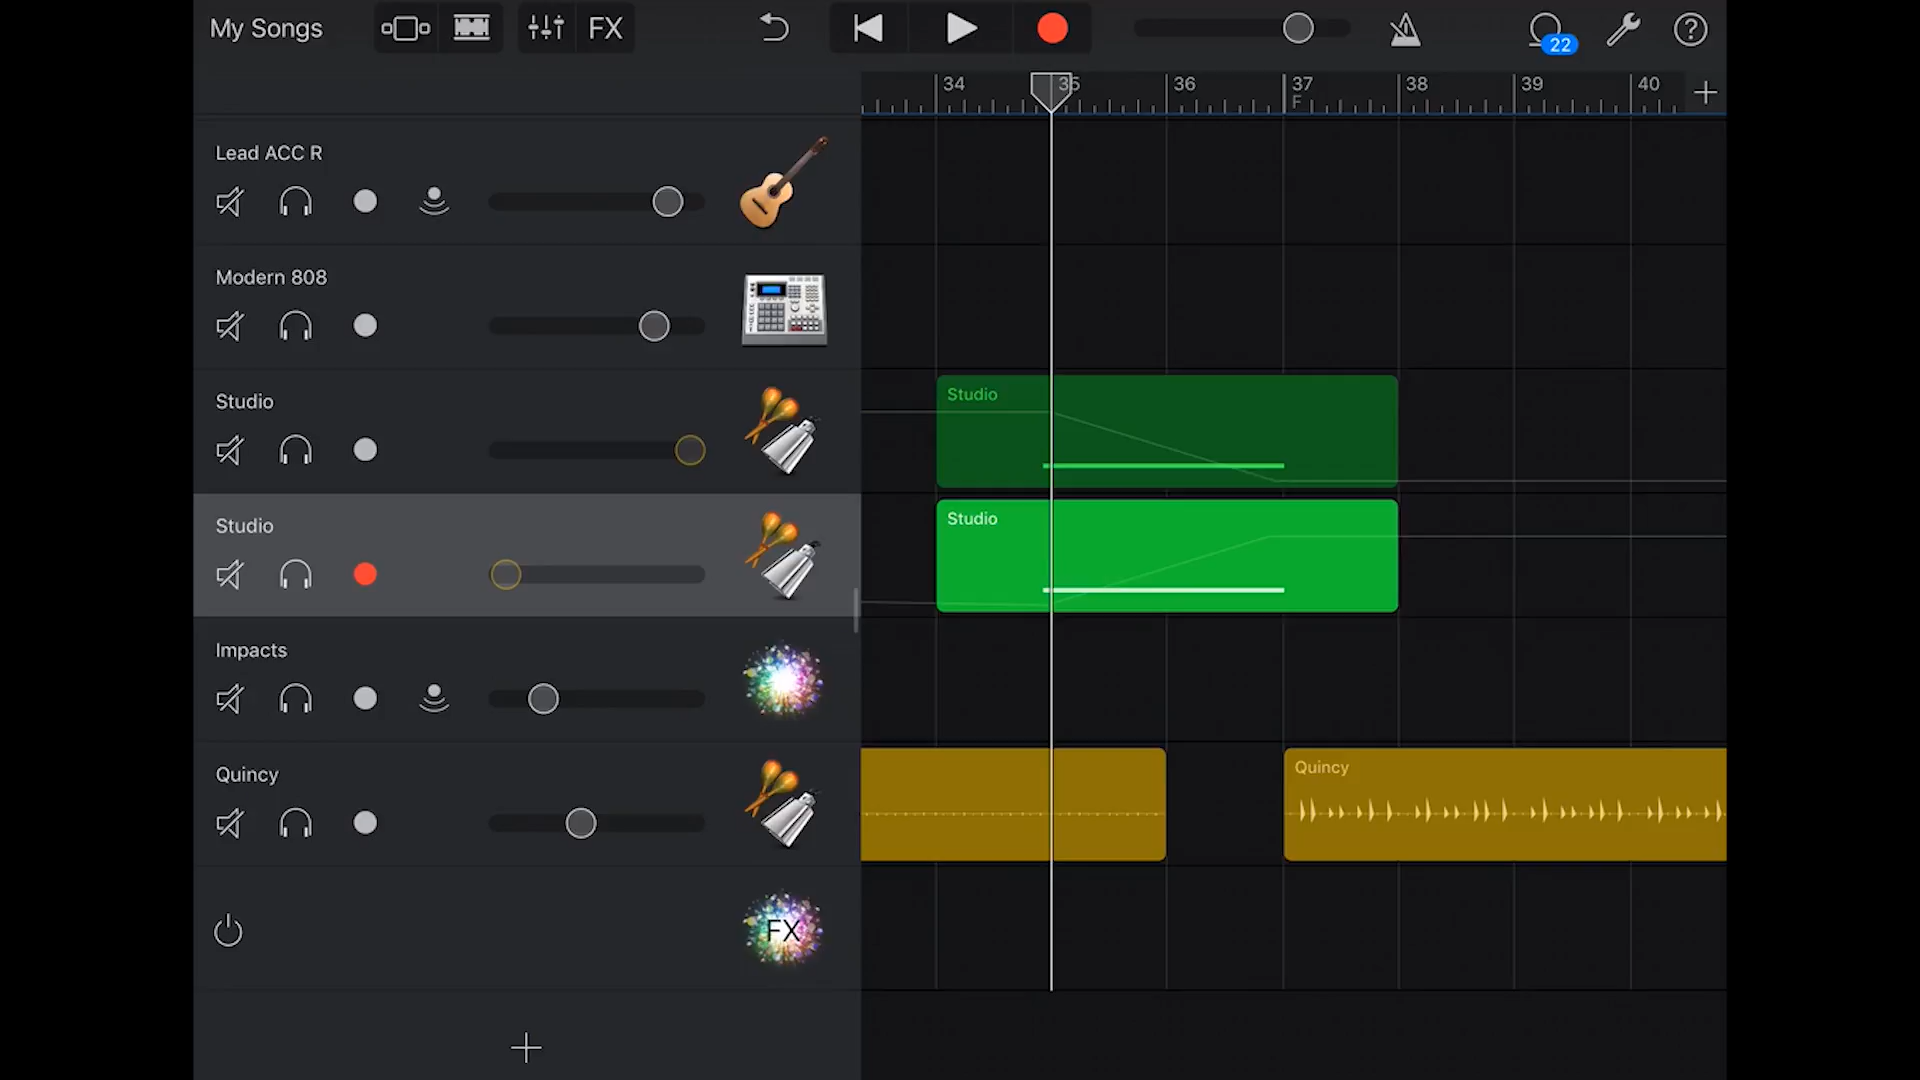 My Songs
FX
22
34
35
36
37
38
39
40
F
Lead ACC R
Modern 808
Studio
Studio
Studio
Studio
Impacts
Quincy
Quincy
FX